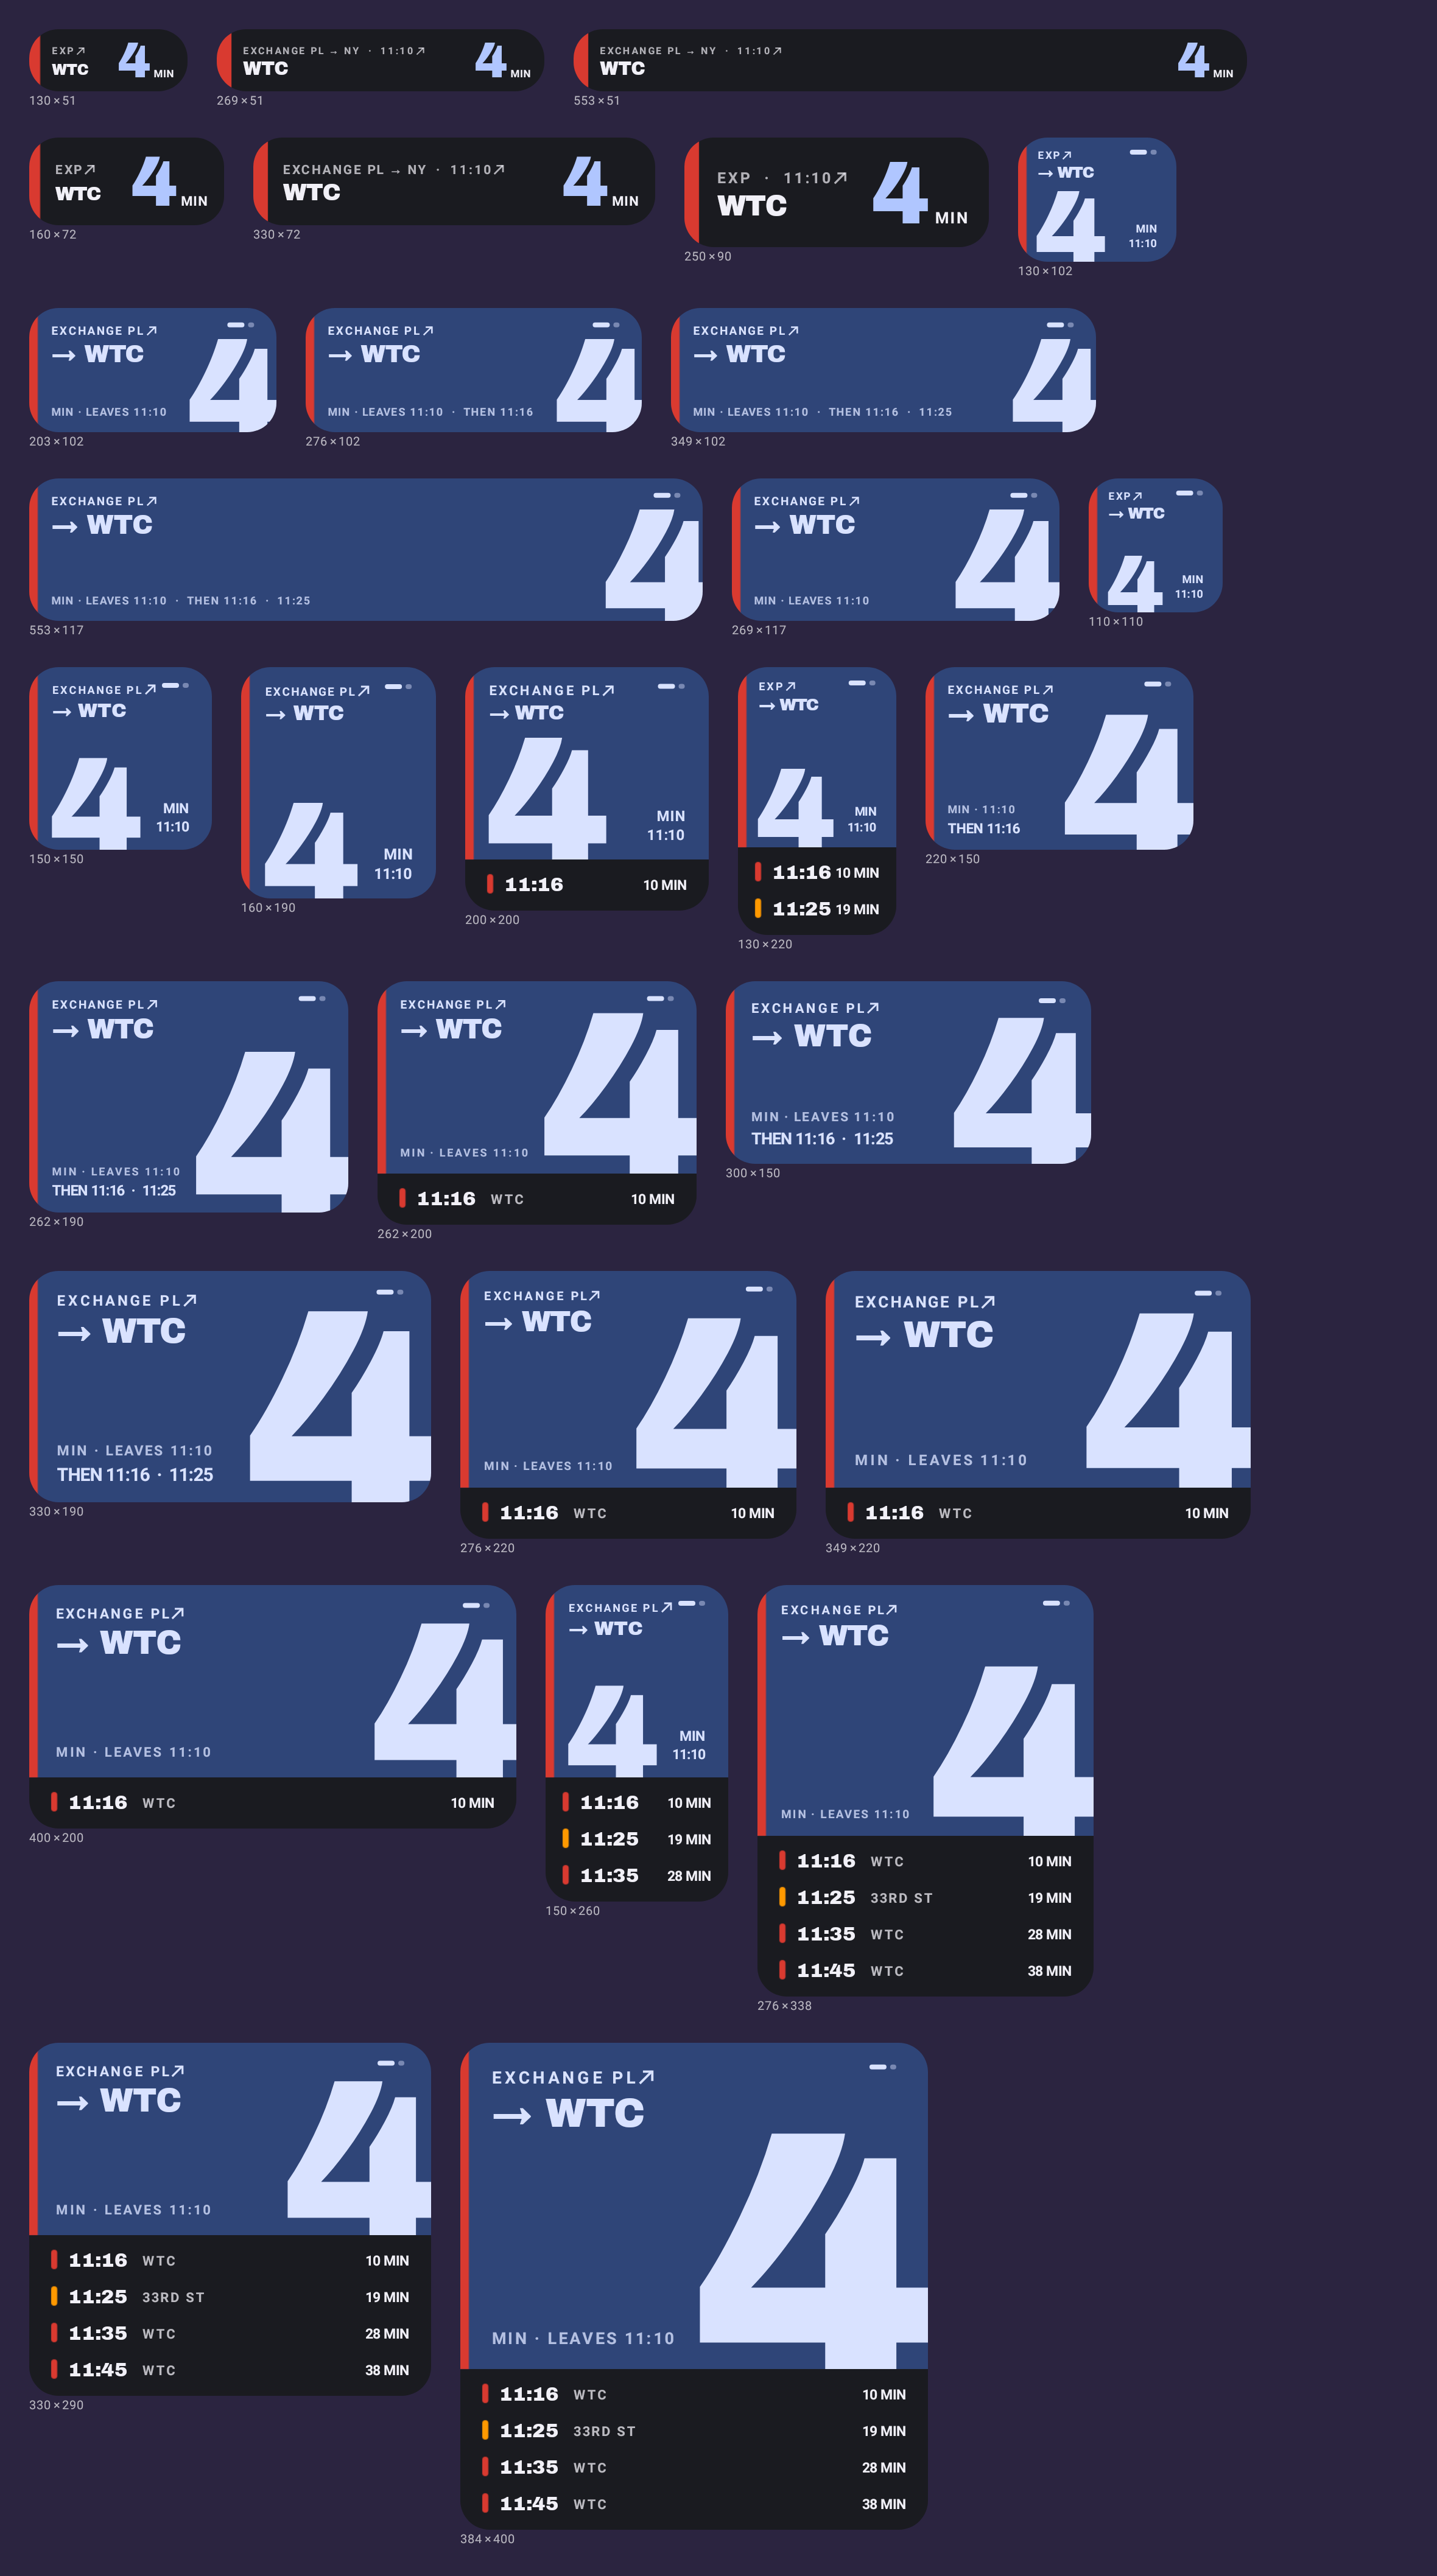 EXP↗
WTC
4 MIN
130×51
EXCHANGE PL → NY · 11:10↗
WTC
4 MIN
269×51
EXCHANGE PL → NY · 11:10↗
WTC
4 MIN
553×51
EXP↗
WTC
4 MIN
160×72
EXCHANGE PL → NY · 11:10↗
WTC
4 MIN
330×72
EXP · 11:10↗
WTC
4 MIN
250×90
EXP↗
→ WTC
4
MIN
11:10
130×102
EXCHANGE PL↗
→ WTC
4
MIN · LEAVES 11:10
203×102
EXCHANGE PL↗
→ WTC
4
MIN · LEAVES 11:10 · THEN 11:16
276×102
EXCHANGE PL↗
→ WTC
4
MIN · LEAVES 11:10 · THEN 11:16 · 11:25
349×102
EXCHANGE PL↗
→ WTC
4
MIN · LEAVES 11:10 · THEN 11:16 · 11:25
553×117
EXCHANGE PL↗
→ WTC
4
MIN · LEAVES 11:10
269×117
EXP↗
→ WTC
4
MIN
11:10
110×110
EXCHANGE PL↗
→ WTC
4
MIN
11:10
150×150
EXCHANGE PL↗
→ WTC
4
MIN
11:10
160×190
EXCHANGE PL↗
→ WTC
4
MIN
11:10
11:16 10 MIN
200×200
EXP↗
→ WTC
4
MIN
11:10
11:16 10 MIN
11:25 19 MIN
130×220
EXCHANGE PL↗
→ WTC
4
MIN · 11:10
THEN 11:16
220×150
EXCHANGE PL↗
→ WTC
4
MIN · LEAVES 11:10
THEN 11:16 · 11:25
262×190
EXCHANGE PL↗
→ WTC
4
MIN · LEAVES 11:10
11:16 WTC 10 MIN
262×200
EXCHANGE PL↗
→ WTC
4
MIN · LEAVES 11:10
THEN 11:16 · 11:25
300×150
EXCHANGE PL↗
→ WTC
4
MIN · LEAVES 11:10
THEN 11:16 · 11:25
330×190
EXCHANGE PL↗
→ WTC
4
MIN · LEAVES 11:10
11:16 WTC 10 MIN
276×220
EXCHANGE PL↗
→ WTC
4
MIN · LEAVES 11:10
11:16 WTC 10 MIN
349×220
EXCHANGE PL↗
→ WTC
4
MIN · LEAVES 11:10
11:16 WTC 10 MIN
400×200
EXCHANGE PL↗
→ WTC
4
MIN
11:10
11:16 10 MIN
11:25 19 MIN
11:35 28 MIN
150×260
EXCHANGE PL↗
→ WTC
4
MIN · LEAVES 11:10
11:16 WTC 10 MIN
11:25 33RD ST 19 MIN
11:35 WTC 28 MIN
11:45 WTC 38 MIN
276×338
EXCHANGE PL↗
→ WTC
4
MIN · LEAVES 11:10
11:16 WTC 10 MIN
11:25 33RD ST 19 MIN
11:35 WTC 28 MIN
11:45 WTC 38 MIN
330×290
EXCHANGE PL↗
→ WTC
4
MIN · LEAVES 11:10
11:16 WTC 10 MIN
11:25 33RD ST 19 MIN
11:35 WTC 28 MIN
11:45 WTC 38 MIN
384×400